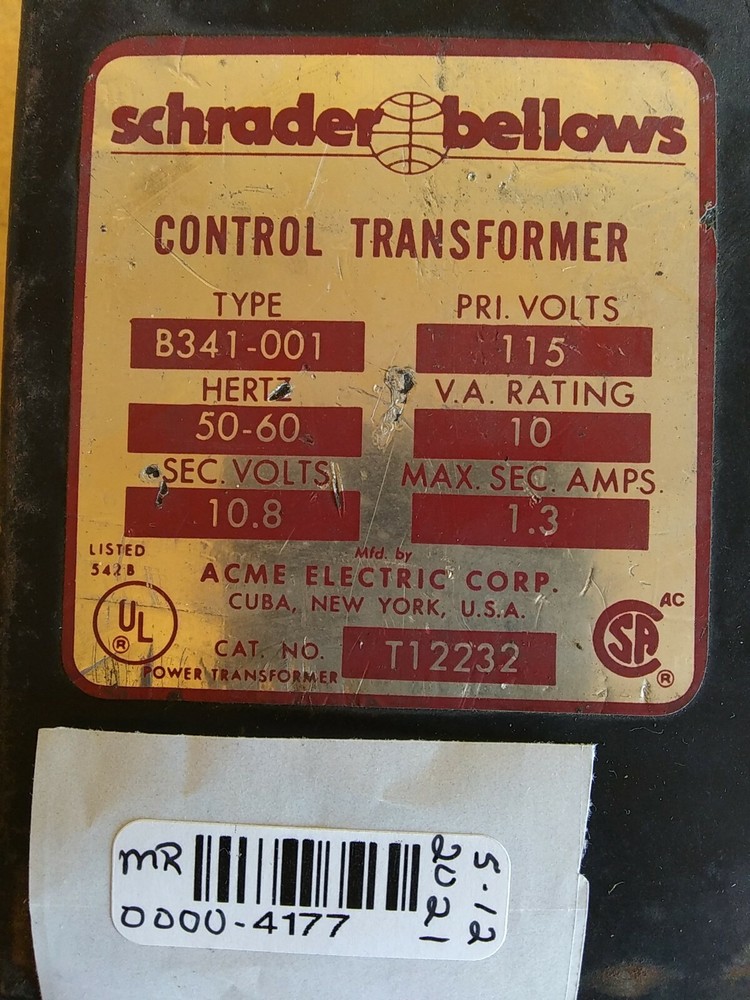 schrader bellows
CONTROL TRANSFORMER
TYPE
B341-001
PRI. VOLTS
115
HERTZ
50-60
V.A. RATING
10
SEC. VOLTS
10.8
MAX. SEC. AMPS.
1.3
LISTED
542B
UL
®
Mfd. by
ACME ELECTRIC CORP.
CUBA, NEW YORK, U.S.A.
CAT. NO. T12232
POWER TRANSFORMER
SA
AC
®
MR
0000-4177
5-12
2021